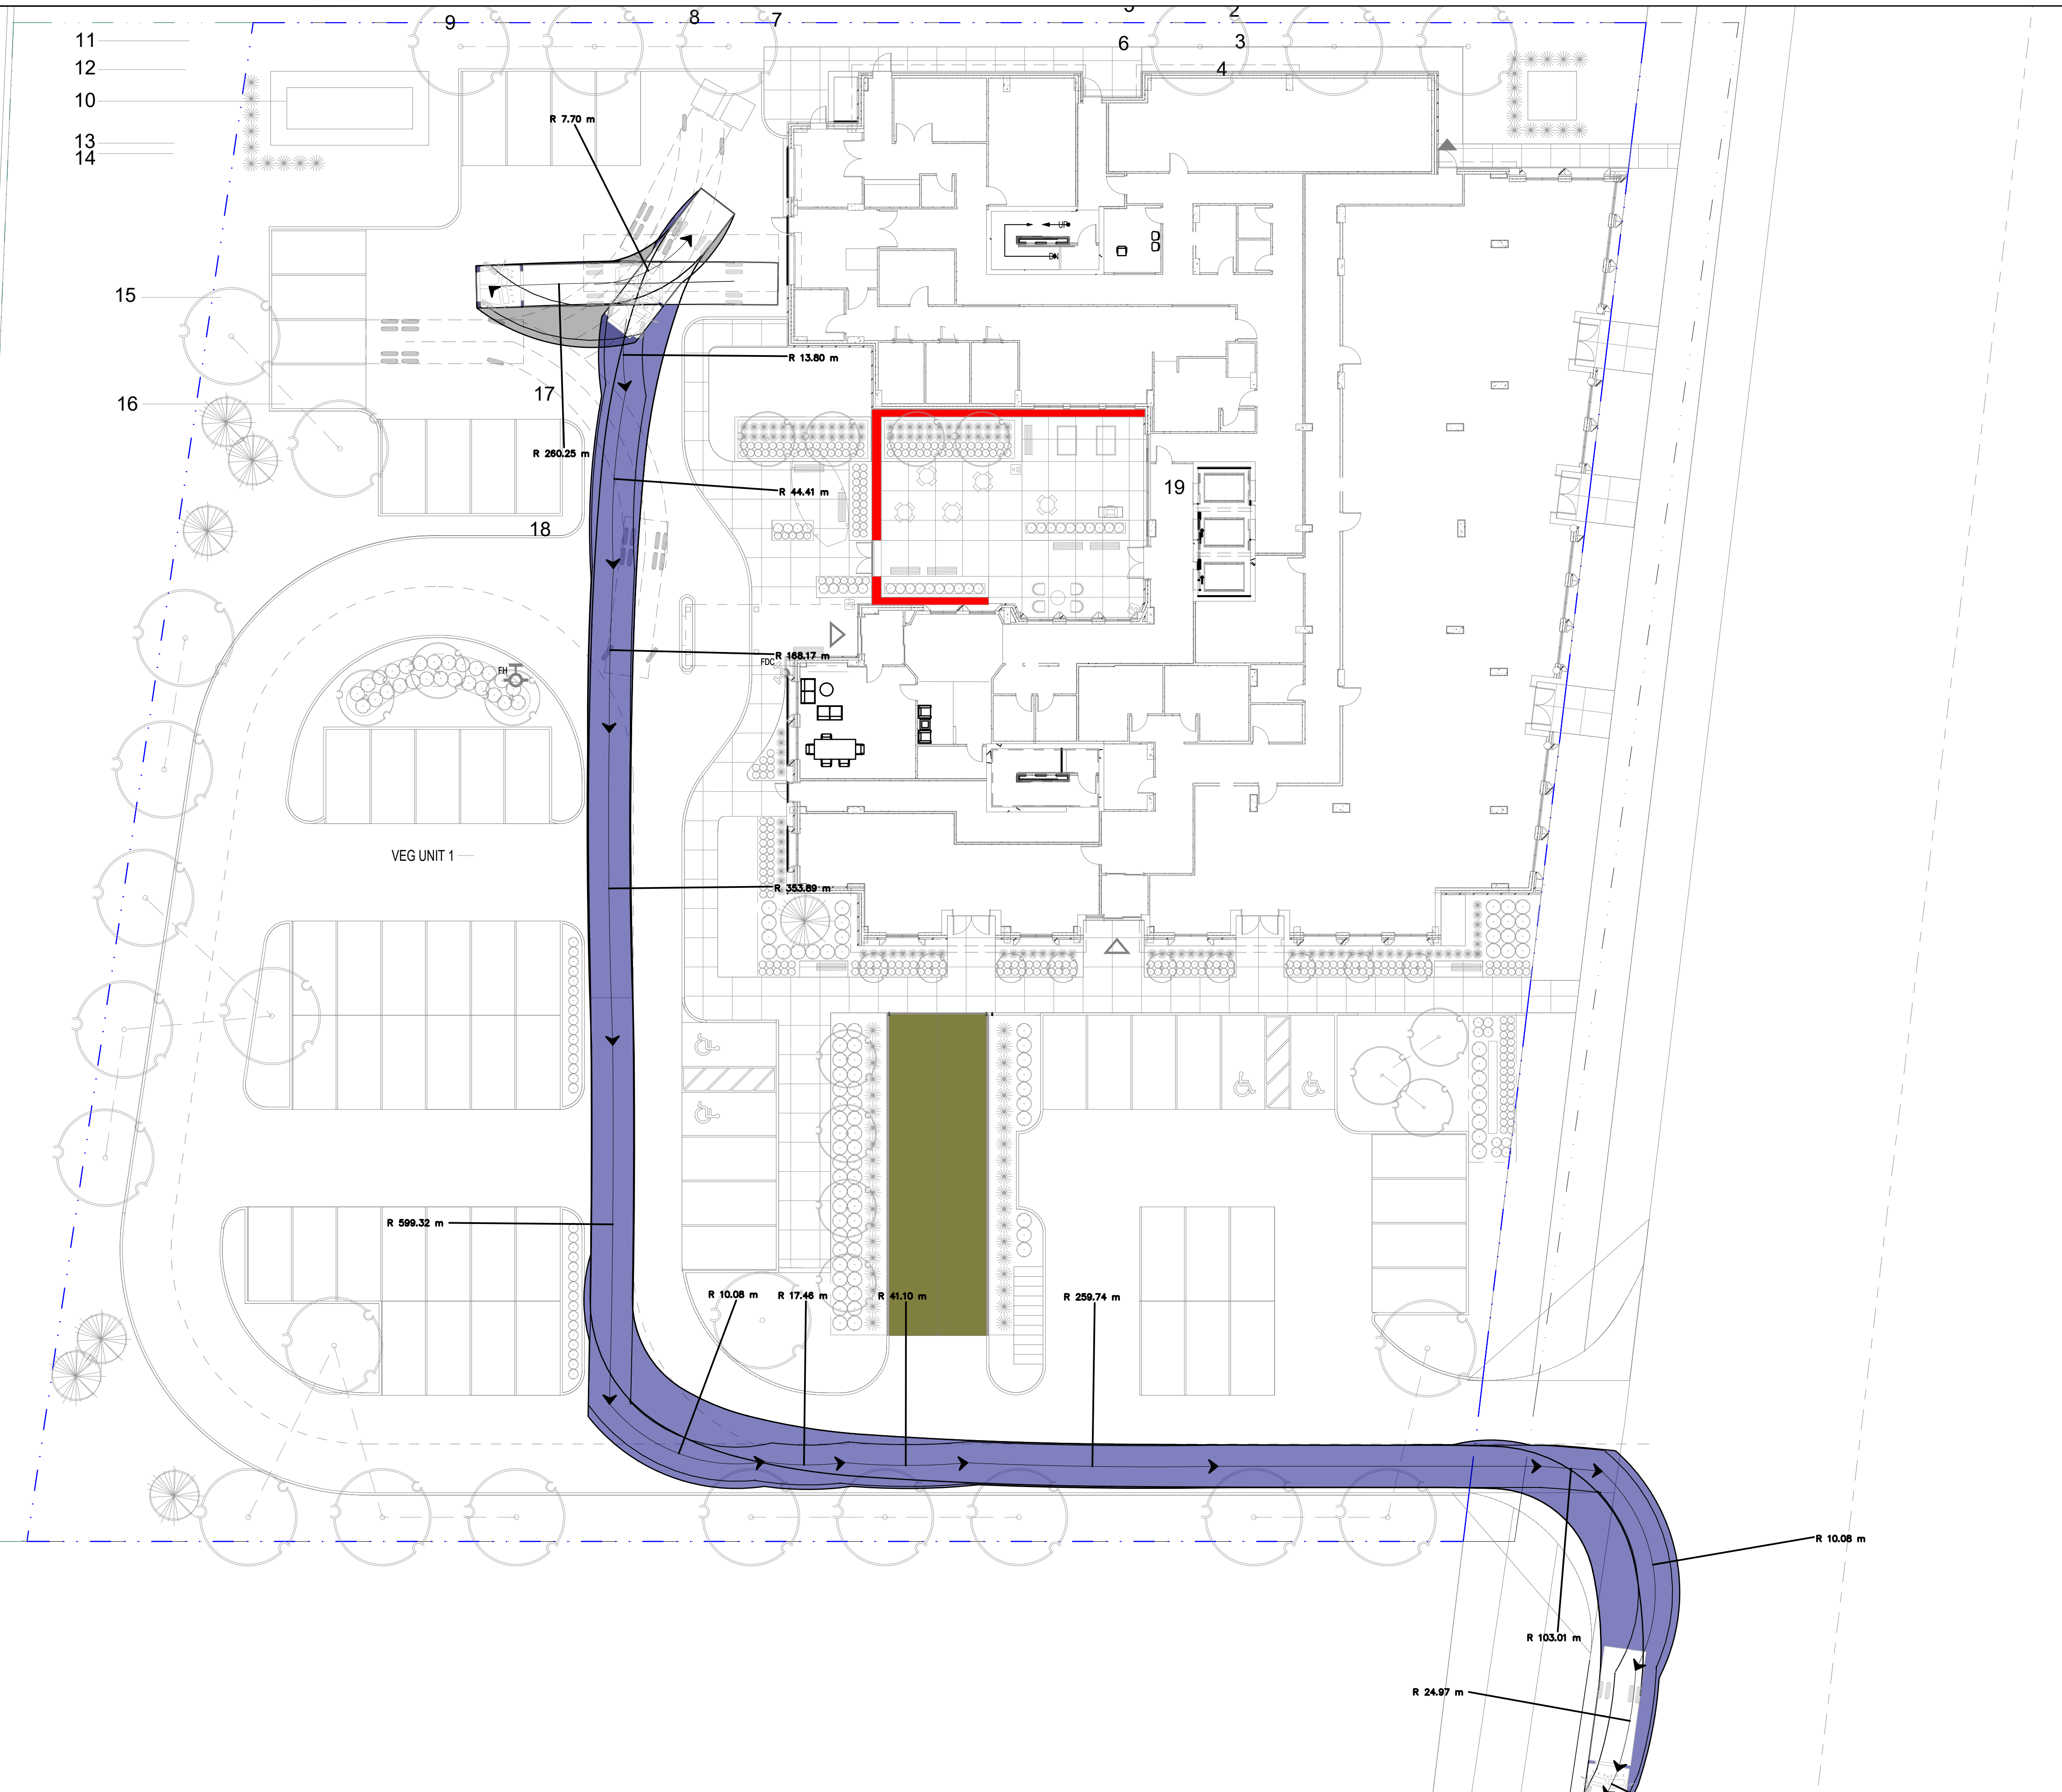 2
9
8
7
11
6
3
12
4
10
R 7.70 m
13
14
UP
DN
15
R 13.80 m
17
16
R 260.25 m
19
R 44.41 m
18
R 168.17 m
FDC
FH
VEG UNIT 1
R 353.69 m
R 599.32 m
R 10.08 m
R 17.46 m
R 41.10 m
R 259.74 m
R 10.08 m
R 103.01 m
R 24.97 m